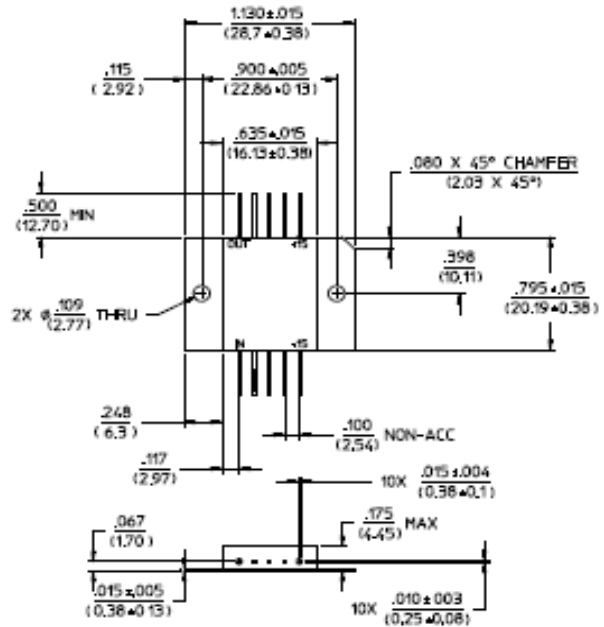 1.130±.015
(28.7±0.38)
.115
(2.92)
.900±.005
(22.86±0.13)
.635±.015
(16.13±0.38)
.080 X 45° CHAMFER
(2.03 X 45°)
.500 MIN
(12.70)
OUT +15
.398
(10.11)
.795±.015
(20.19±0.38)
2X ø .109 THRU
(2.77)
IN +15
.248
(6.3)
.100 NON-ACC
(2.54)
.117
(2.97)
10X .015±.004
(0.38±0.1)
.067
(1.70)
.175 MAX
(4.45)
.015±.005
(0.38±0.13)
10X .010±003
(0.25±0.08)